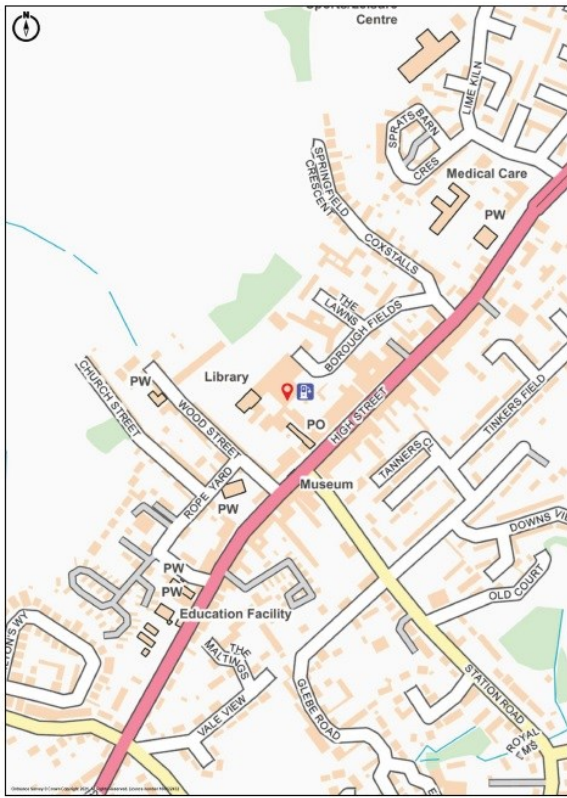 N
Sports/Leisure
Centre
LIME KILN
SPRATS
BARN
CRES
Medical Care
PW
SPRINGFIELD
CRESCENT
COXSTALLS
THE
LAWNS
BOROUGH FIELDS
CHURCH STREET
PW
Library
WOOD STREET
PO
HIGH STREET
TINKERS FIELD
TANNERS
Museum
ROPE YARD
PW
DOWNS
PW
PW
OLD COURT
Education Facility
THE
MALTINGS
STATION ROAD
VALE VIEW
GLEBE ROAD
ROYAL